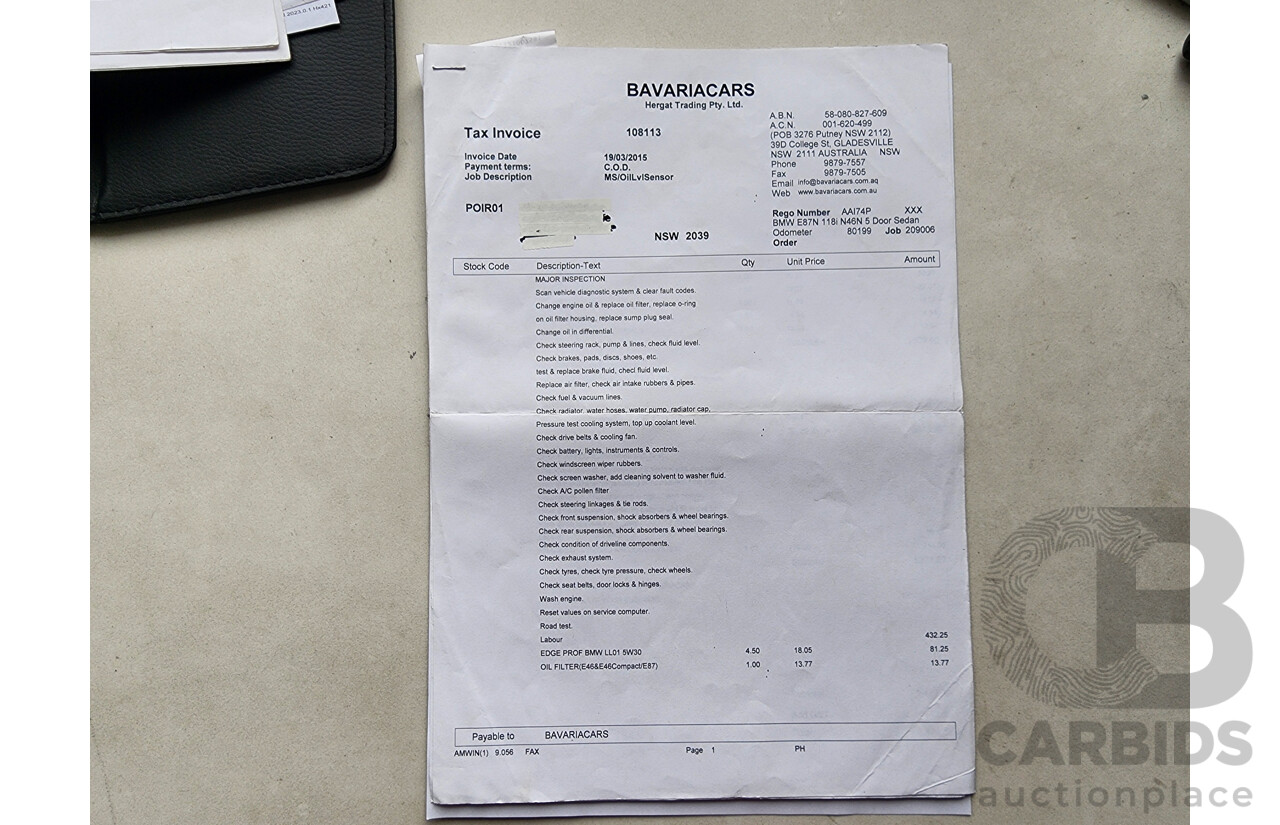 2023.0.1 Hs421
BAVARIACARS
Hergat Trading Pty. Ltd.
Tax Invoice 108113
Invoice Date 19/03/2015
Payment terms: C.O.D.
Job Description MS/OilLvlSensor
A.B.N. 58-080-827-609
A.C.N. 001-620-499
(POB 3276 Putney NSW 2112)
39D College St, GLADESVILLE
NSW 2111 AUSTRALIA NSW
Phone 9879-7557
Fax 9879-7505
Email info@bavariacars.com.aq
Web www.bavariacars.com.au
POIR01
NSW 2039
Rego Number AAI74P XXX
BMW E87N 118i N46N 5 Door Sedan
Odometer 80199 Job 209006
Order
Stock Code Description-Text Qty Unit Price Amount
MAJOR INSPECTION
Scan vehicle diagnostic system & clear fault codes.
Change engine oil & replace oil filter, replace o-ring
on oil filter housing, replace sump plug seal.
Change oil in differential.
Check steering rack, pump & lines, check fluid level.
Check brakes, pads, discs, shoes, etc.
test & replace brake fluid, checl fluid level.
Replace air filter, check air intake rubbers & pipes.
Check fuel & vacuum lines.
Check radiator, water hoses, water pump, radiator cap,
Pressure test cooling system, top up coolant level.
Check drive belts & cooling fan.
Check battery, lights, instruments & controls.
Check windscreen wiper rubbers.
Check screen washer, add cleaning solvent to washer fluid.
Check A/C pollen filter
Check steering linkages & tie rods.
Check front suspension, shock absorbers & wheel bearings.
Check rear suspension, shock absorbers & wheel bearings.
Check condition of driveline components.
Check exhaust system.
Check tyres, check tyre pressure, check wheels.
Check seat belts, door locks & hinges.
Wash engine.
Reset values on service computer.
Road test.
Labour 432.25
EDGE PROF BMW LL01 5W30 4.50 18.05 81.25
OIL FILTER(E46&E46Compact/E87) 1.00 13.77 13.77
Payable to BAVARIACARS
AMWIN(1) 9.056 FAX Page 1 PH
CB
CARBIDS
auctionplace